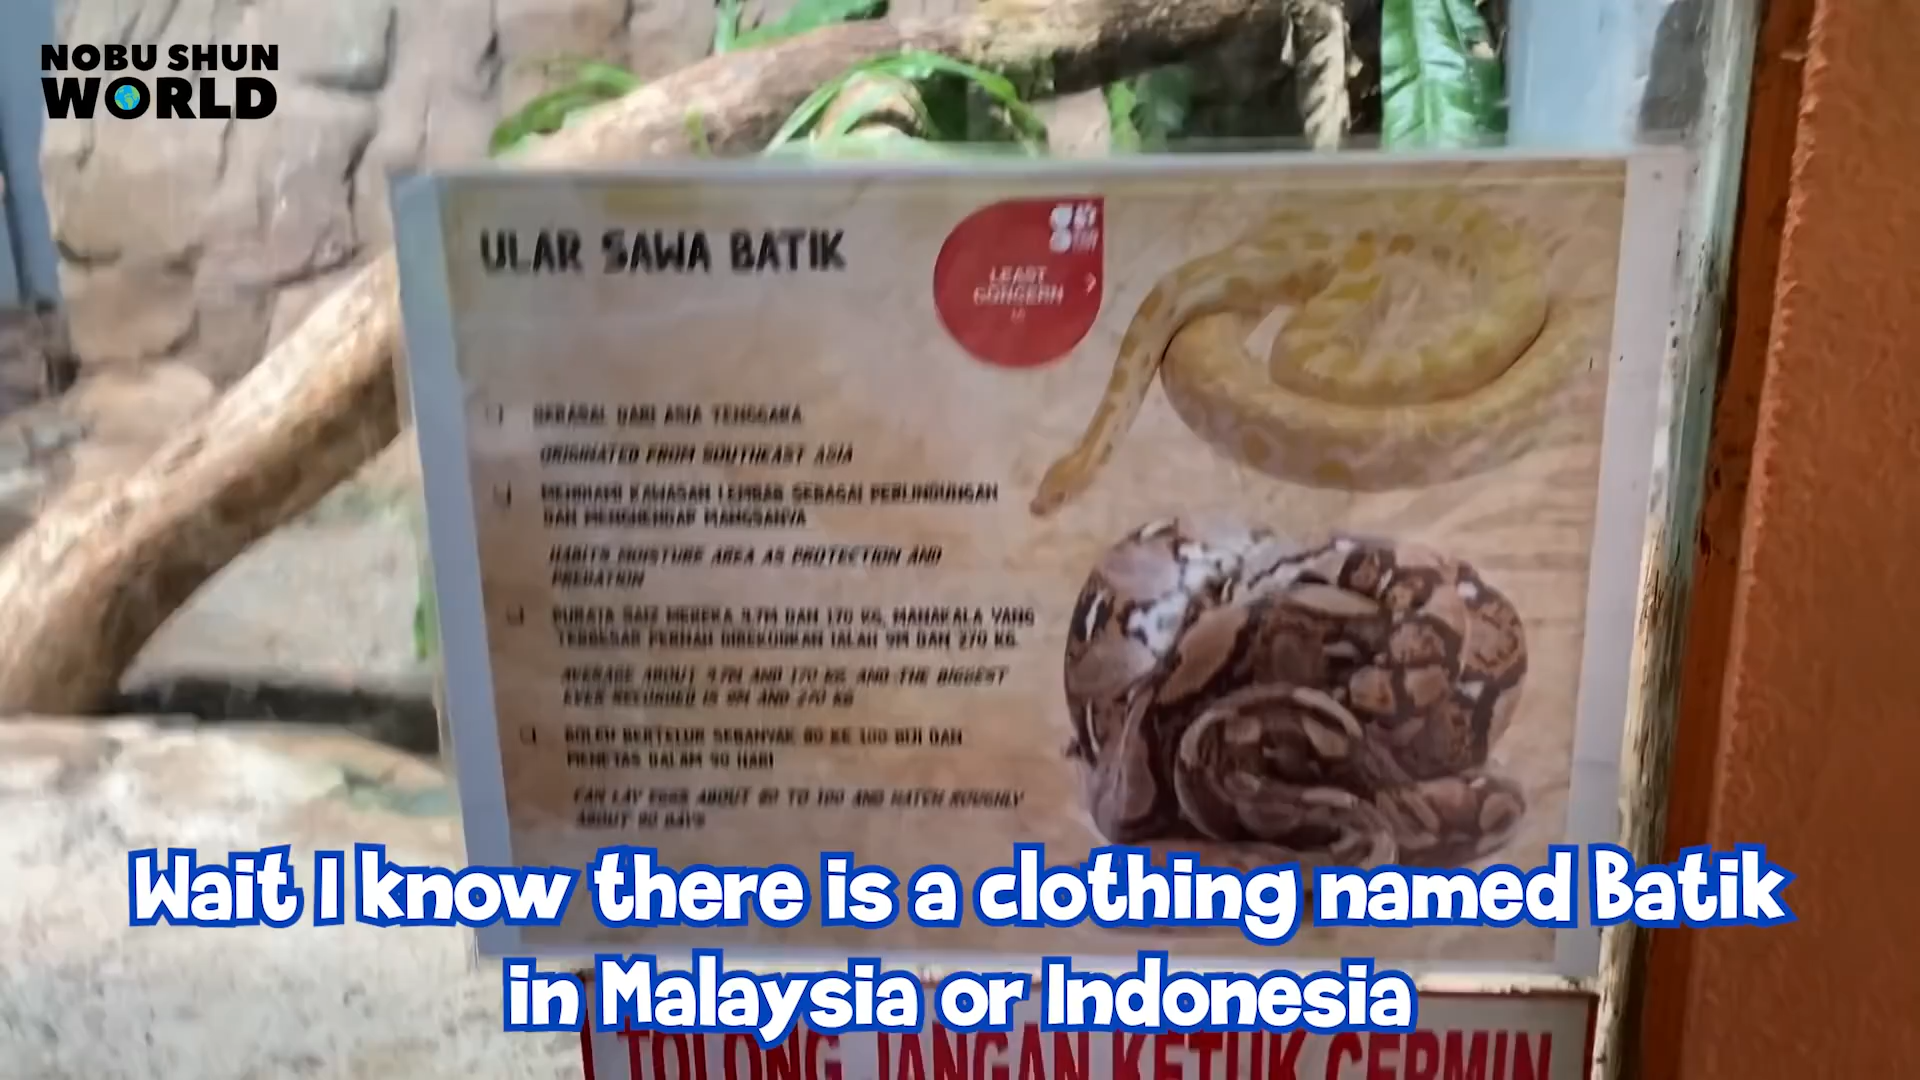 NOBU SHUN
WORLD
ULAR SAWA BATIK
LEAST
CONCERN
BERASAL DARI ASIA TENGGARA
ORIGINATED FROM SOUTHEAST ASIA
MENDIAMI KAWASAN LEMBAB SEBAGAI PERLINDUNGAN
DAN MENGHENDAP MANGSANYA
HABITS MOISTURE AREA AS PROTECTION AND
PREDATION
PURATA SAIZ MEREKA 4.7M DAN 170 KG, MANAKALA YANG
TERBESAR PERNAH DIREKODKAN IALAH 9M DAN 270 KG.
AVERAGE ABOUT 4.7M AND 170 KG AND THE BIGGEST
EVER RECORDED IS 9M AND 270 KG
BOLEH BERTELUR SEBANYAK 80 KE 100 BIJI DAN
MENETAS DALAM 90 HARI
CAN LAY EGGS ABOUT 80 TO 100 AND HATCH ROUGHLY
ABOUT 90 DAYS
Wait I know there is a clothing named Batik
in Malaysia or Indonesia
TOLONG JANGAN KETUK CERMIN